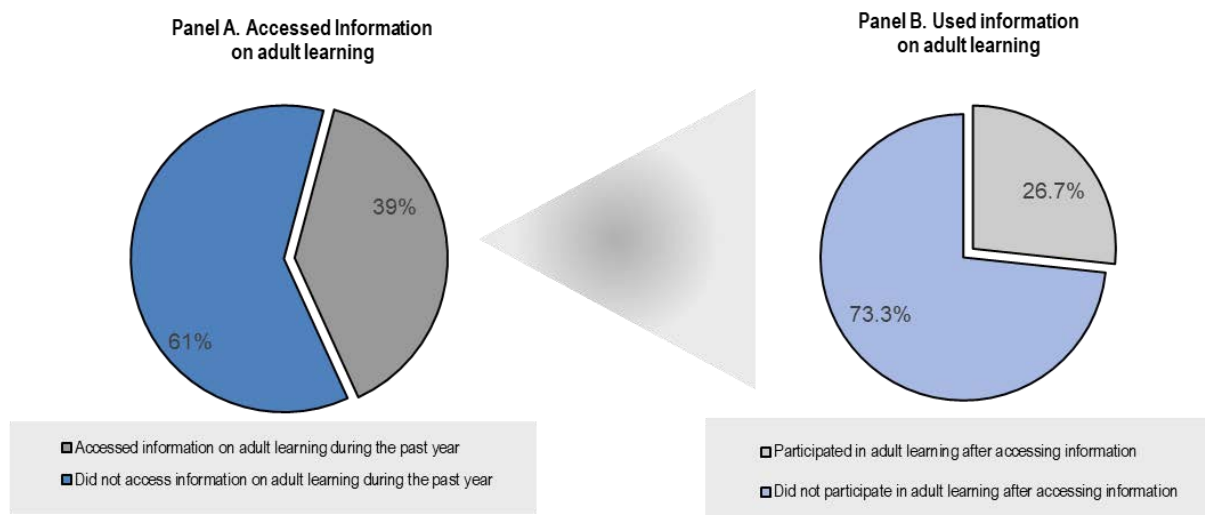 Panel A. Accessed Information
on adult learning
39%
61%
Accessed information on adult learning during the past year
Did not access information on adult learning during the past year
Panel B. Used information
on adult learning
26.7%
73.3%
Participated in adult learning after accessing information
Did not participate in adult learning after accessing information